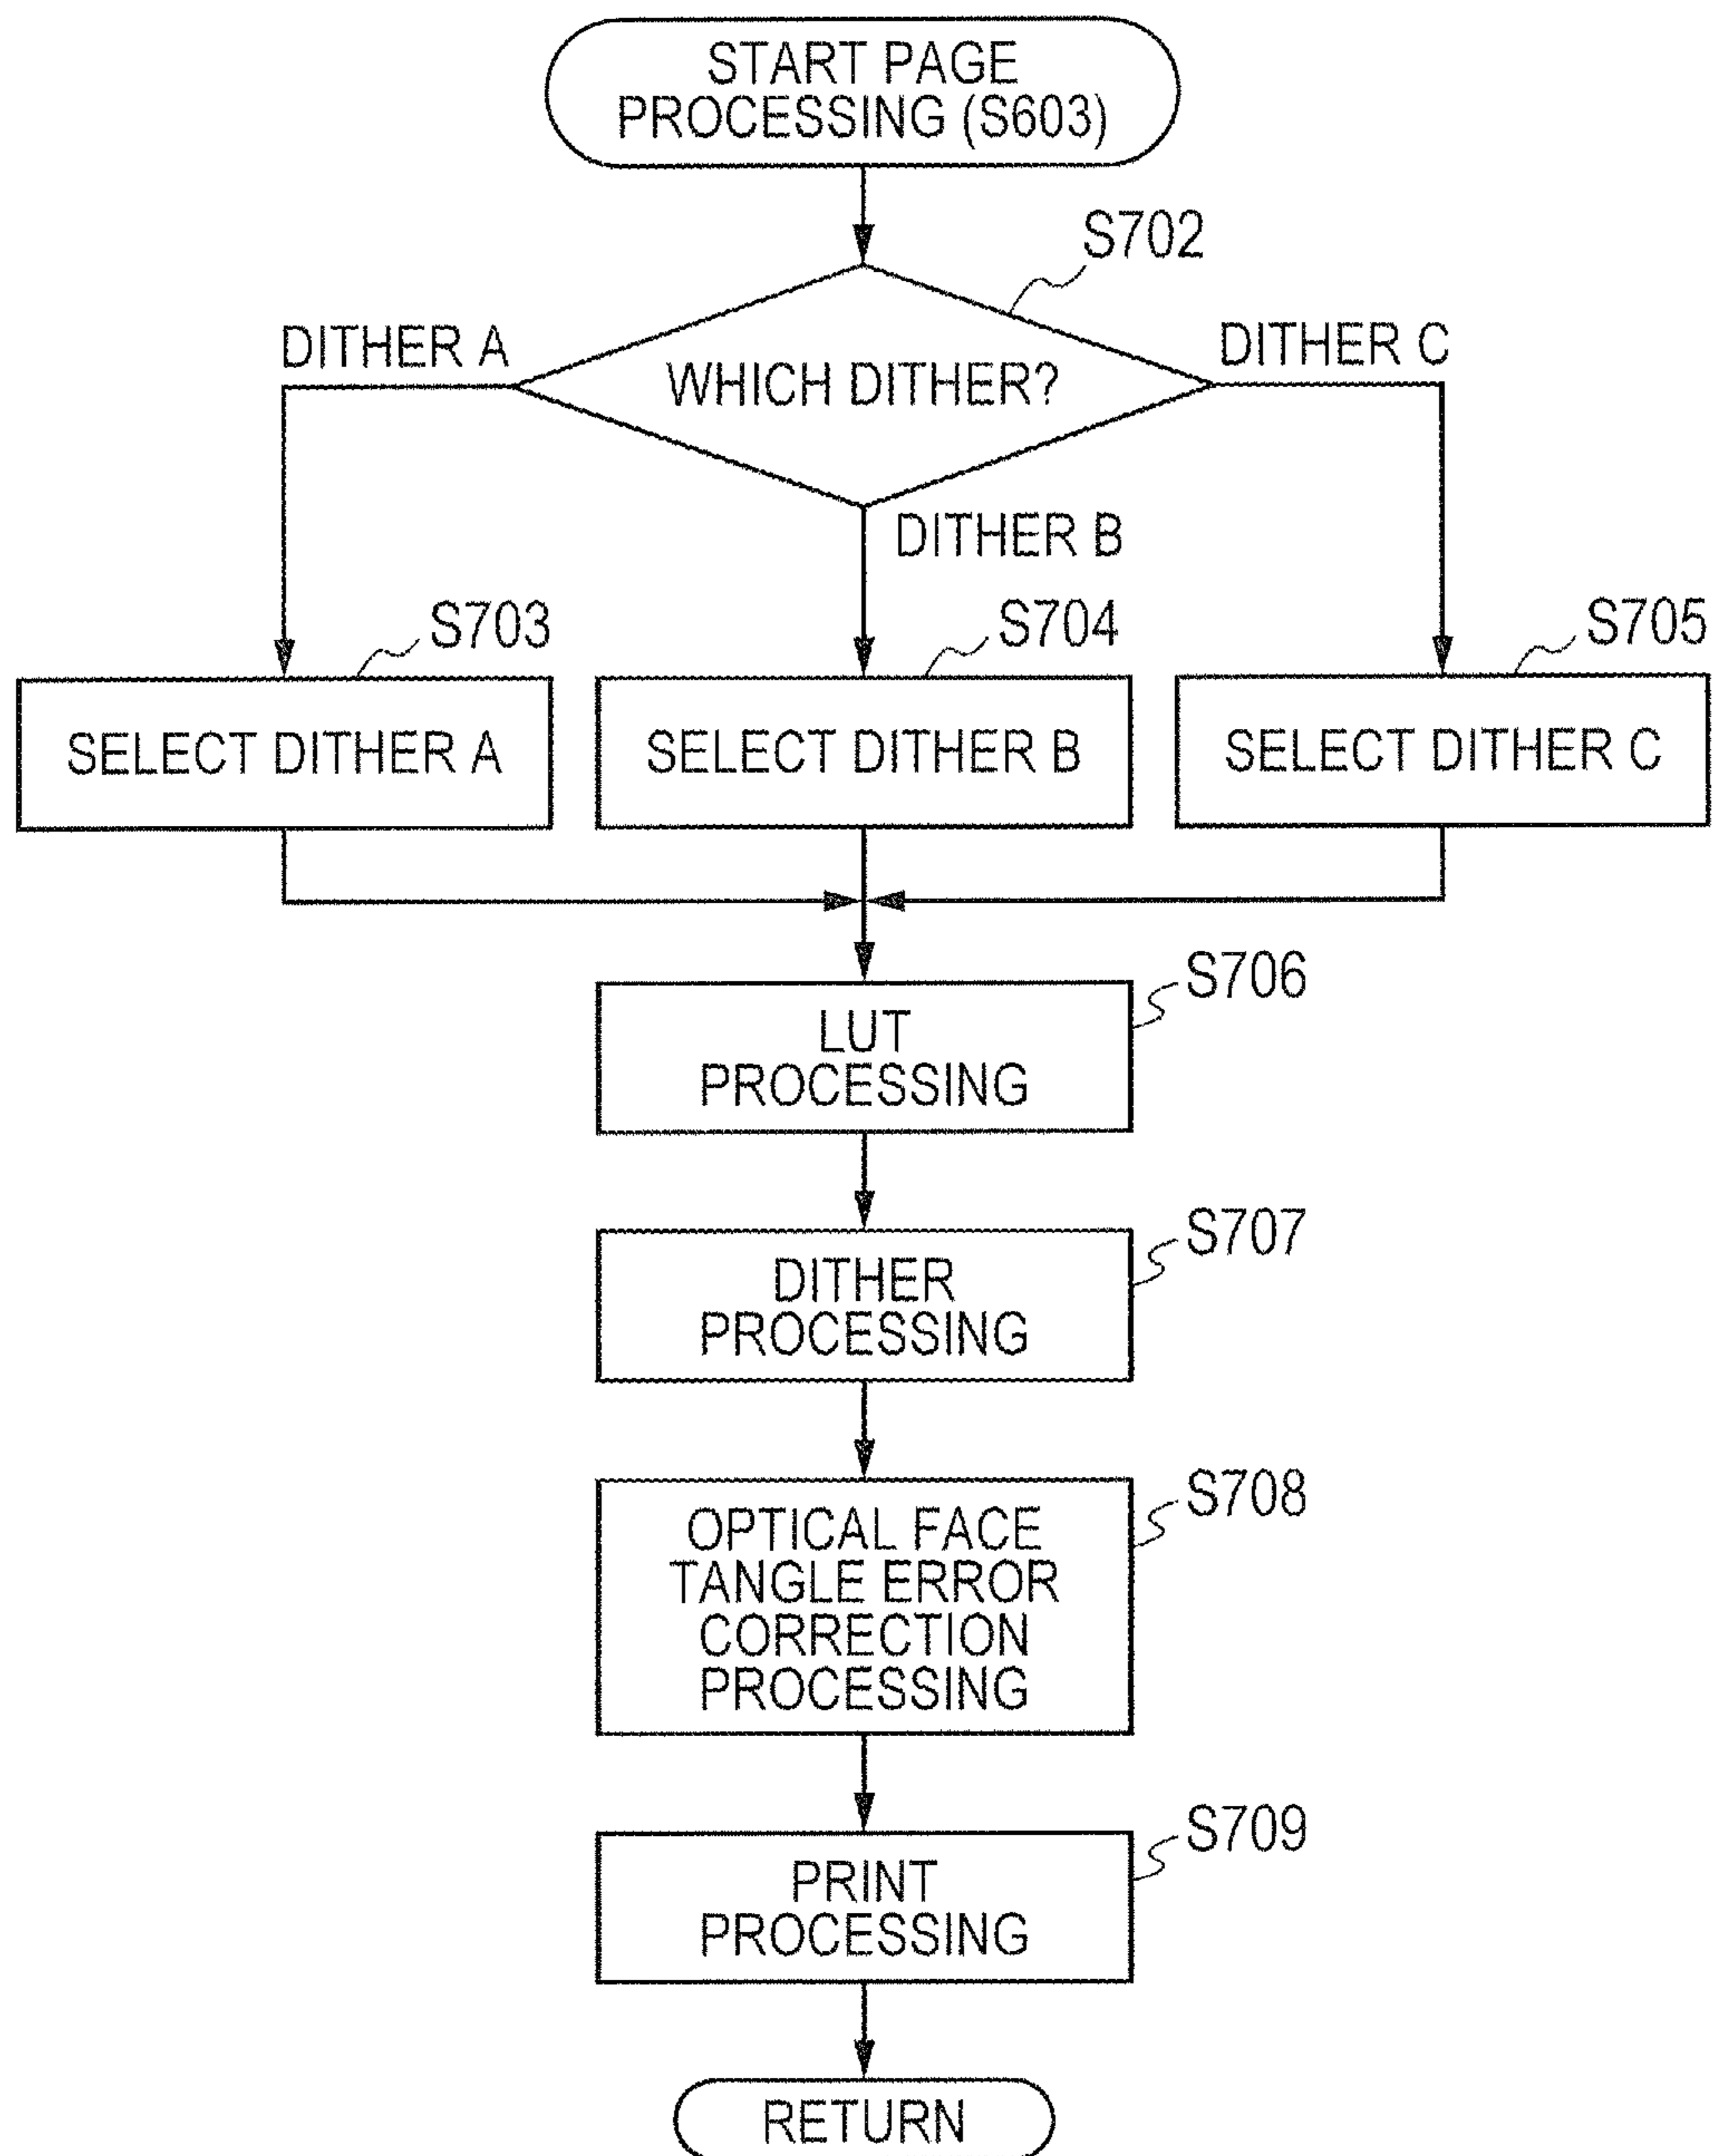 START PAGE
PROCESSING (S603)
S702
DITHER A
WHICH DITHER?
DITHER C
DITHER B
S703
S704
S705
SELECT DITHER A
SELECT DITHER B
SELECT DITHER C
S706
LUT
PROCESSING
S707
DITHER
PROCESSING
S708
OPTICAL FACE
TANGLE ERROR
CORRECTION
PROCESSING
S709
PRINT
PROCESSING
RETURN